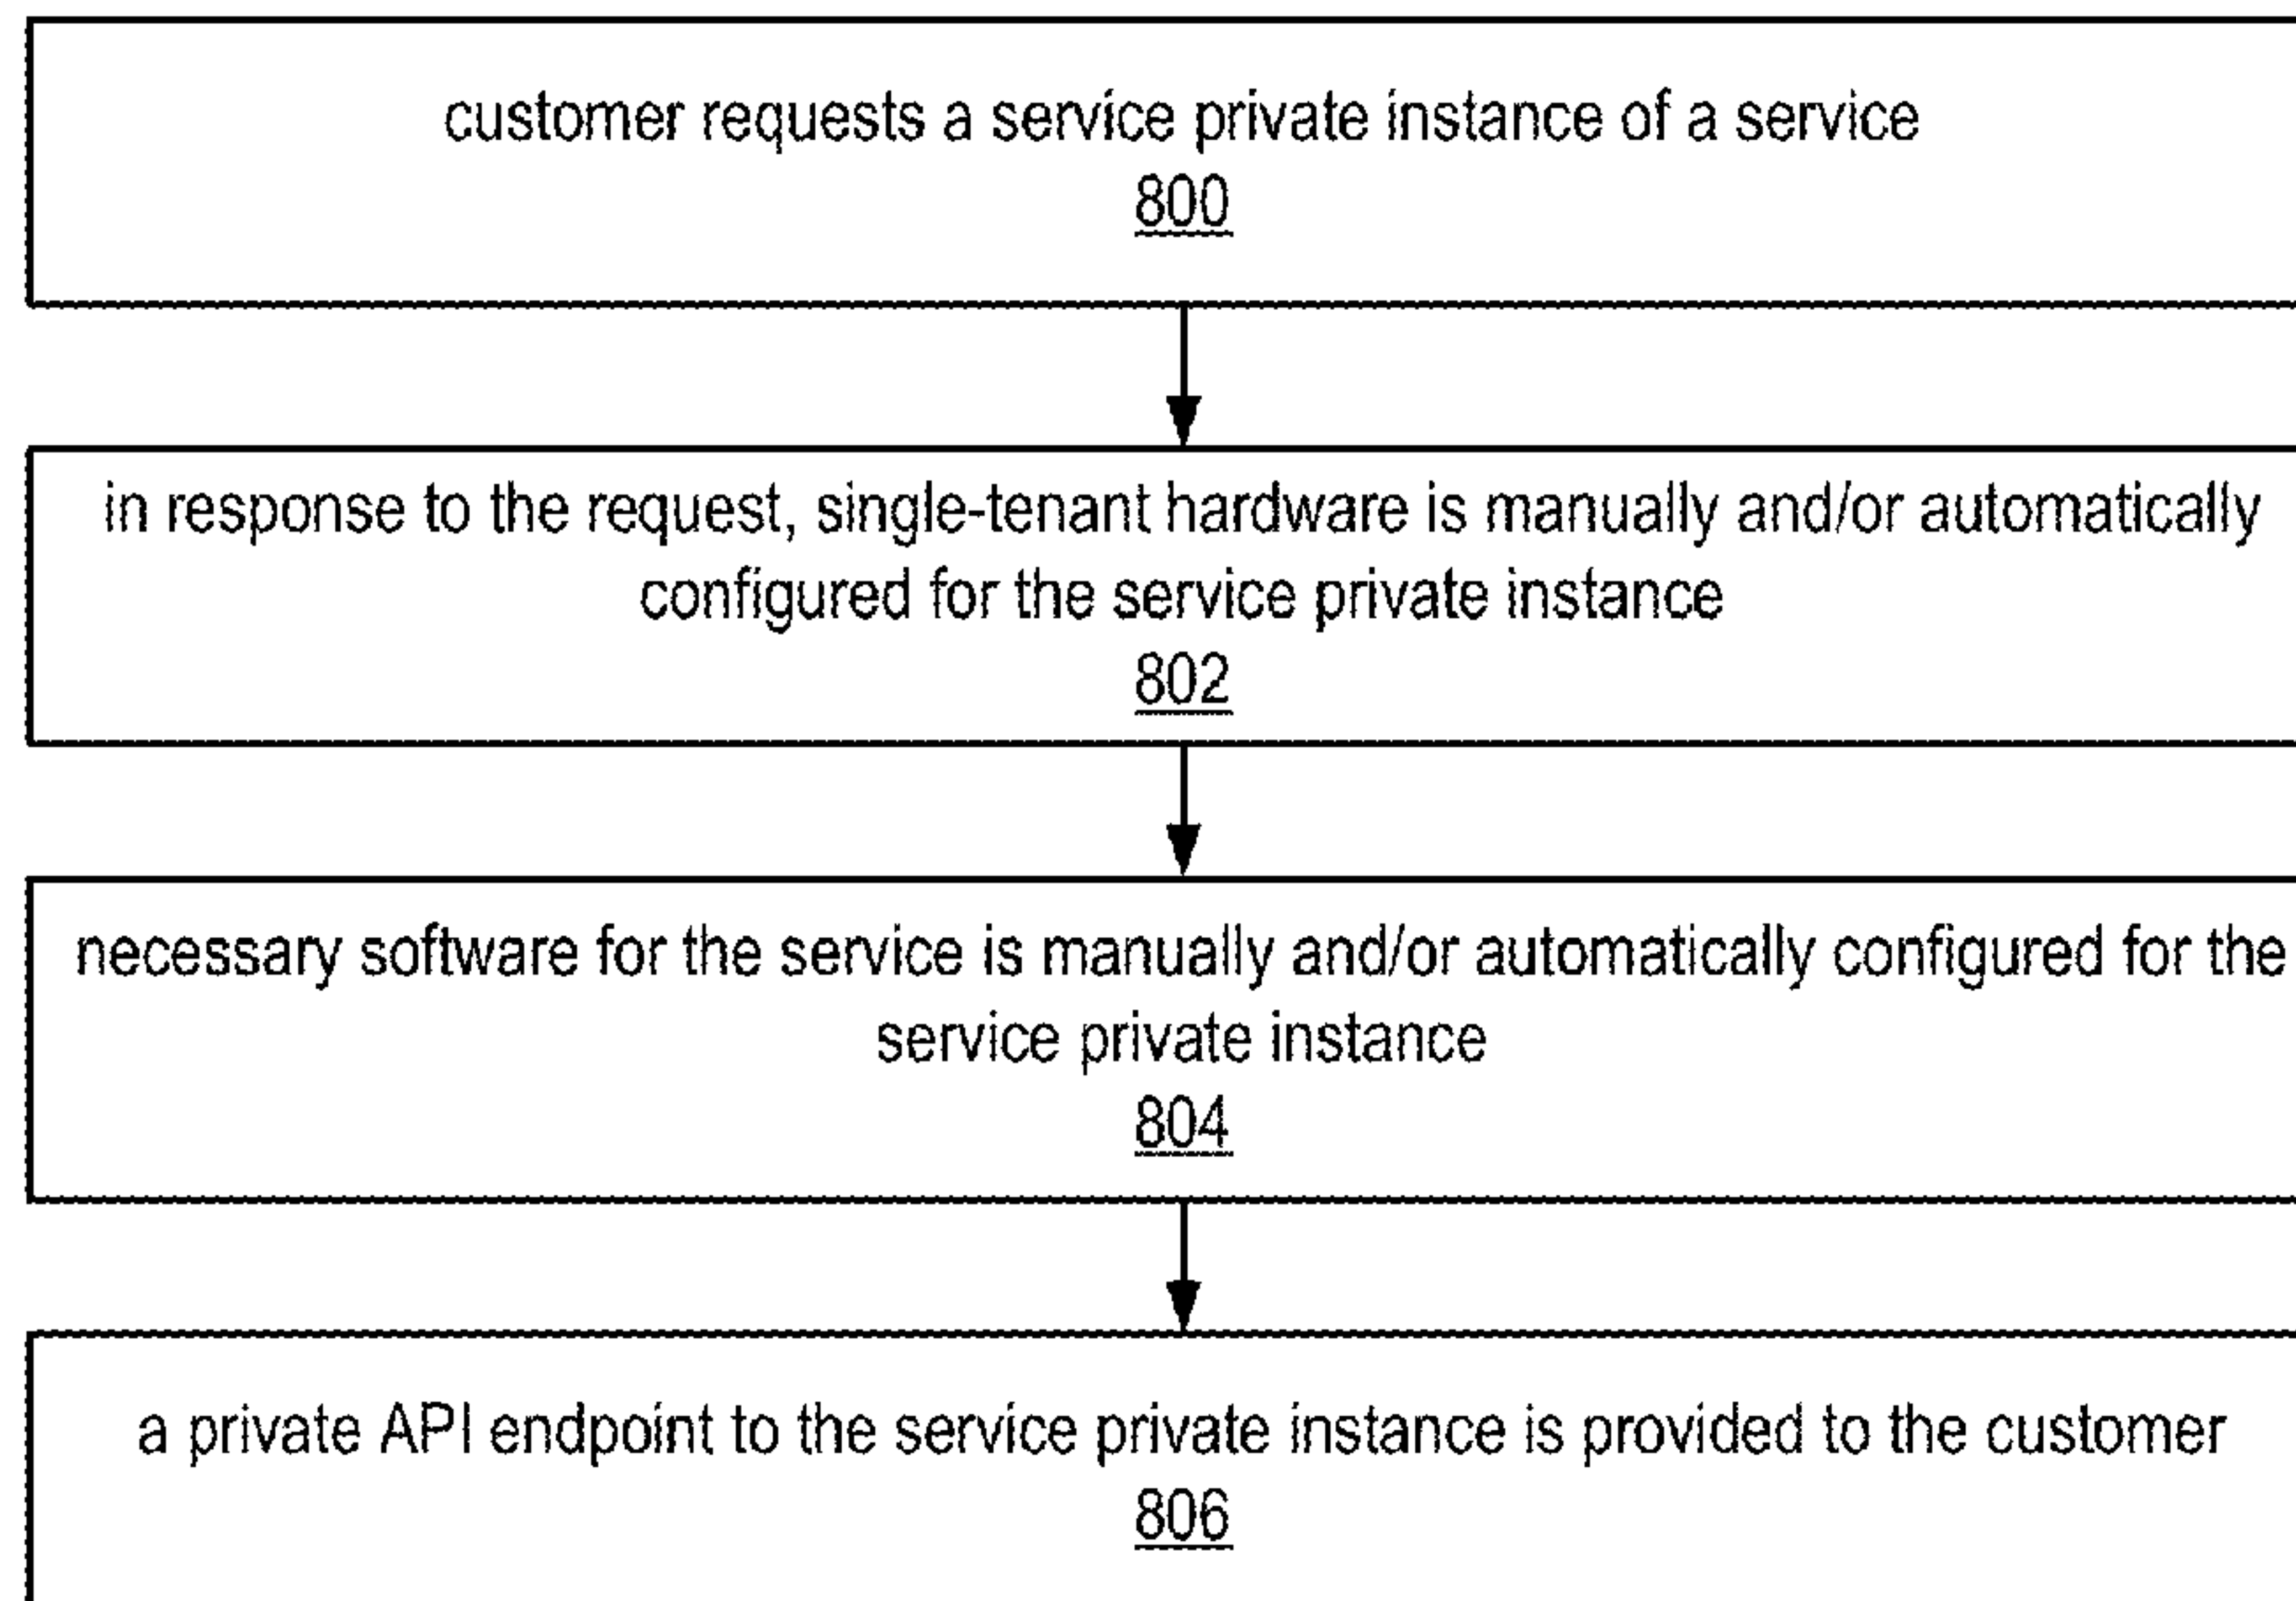 customer requests a service private instance of a service
800
in response to the request, single-tenant hardware is manually and/or automatically
configured for the service private instance
802
necessary software for the service is manually and/or automatically configured for the
service private instance
804
a private API endpoint to the service private instance is provided to the customer
806